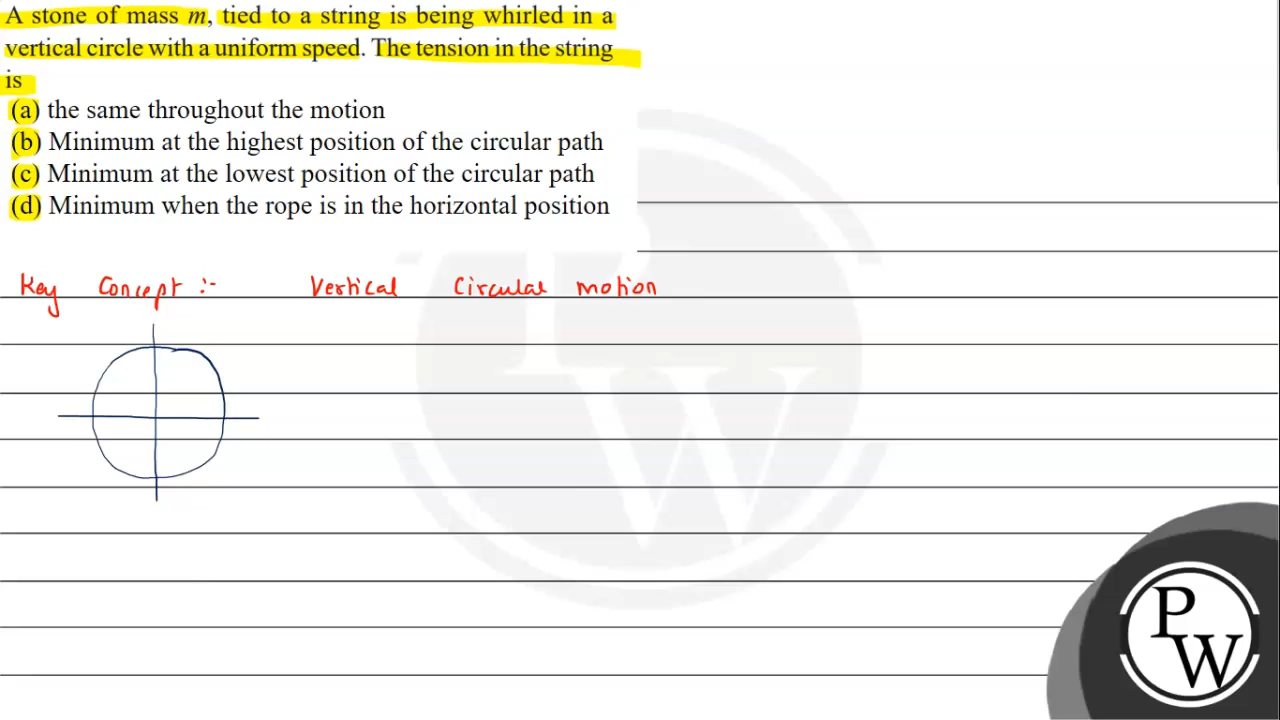 A stone of mass m, tied to a string is being whirled in a
vertical circle with a uniform speed. The tension in the string
is
(a) the same throughout the motion
(b) Minimum at the highest position of the circular path
(c) Minimum at the lowest position of the circular path
(d) Minimum when the rope is in the horizontal position
Key Concept :- Vertical Circular motion
P
W
P
W